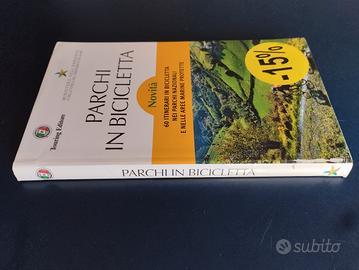 PARCHI
IN BICICLETTA
Novità
60 ITINERARI IN BICICLETTA
NEI PARCHI NAZIONALI
E NELLE AREE MARINE PROTETTE
-15%
Touring Editore
PARCHI IN BICICLETTA
subito